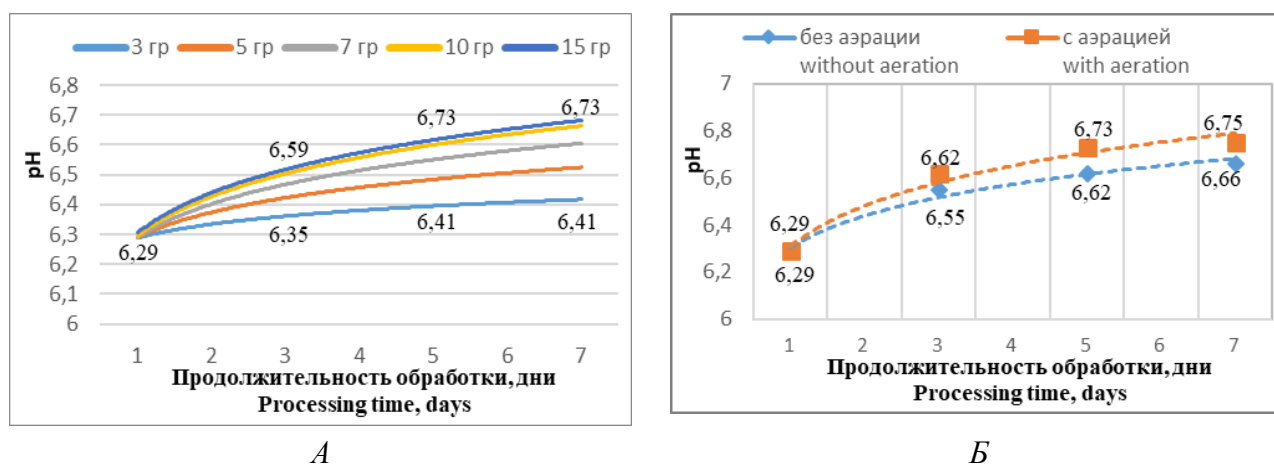 3 гр 5 гр 7 гр 10 гр 15 гр
6,8
6,7
6,6
6,5
6,4
6,3
6,2
6,1
6
pH
6,73 6,73
6,59
6,29 6,35 6,41 6,41
1 2 3 4 5 6 7
Продолжительность обработки, дни
Processing time, days
А
без аэрации с аэрацией
without aeration with aeration
7
6,8
6,6
6,4
6,2
6
pH
6,29 6,62 6,73 6,75
6,29 6,55 6,62 6,66
1 2 3 4 5 6 7
Продолжительность обработки, дни
Processing time, days
Б